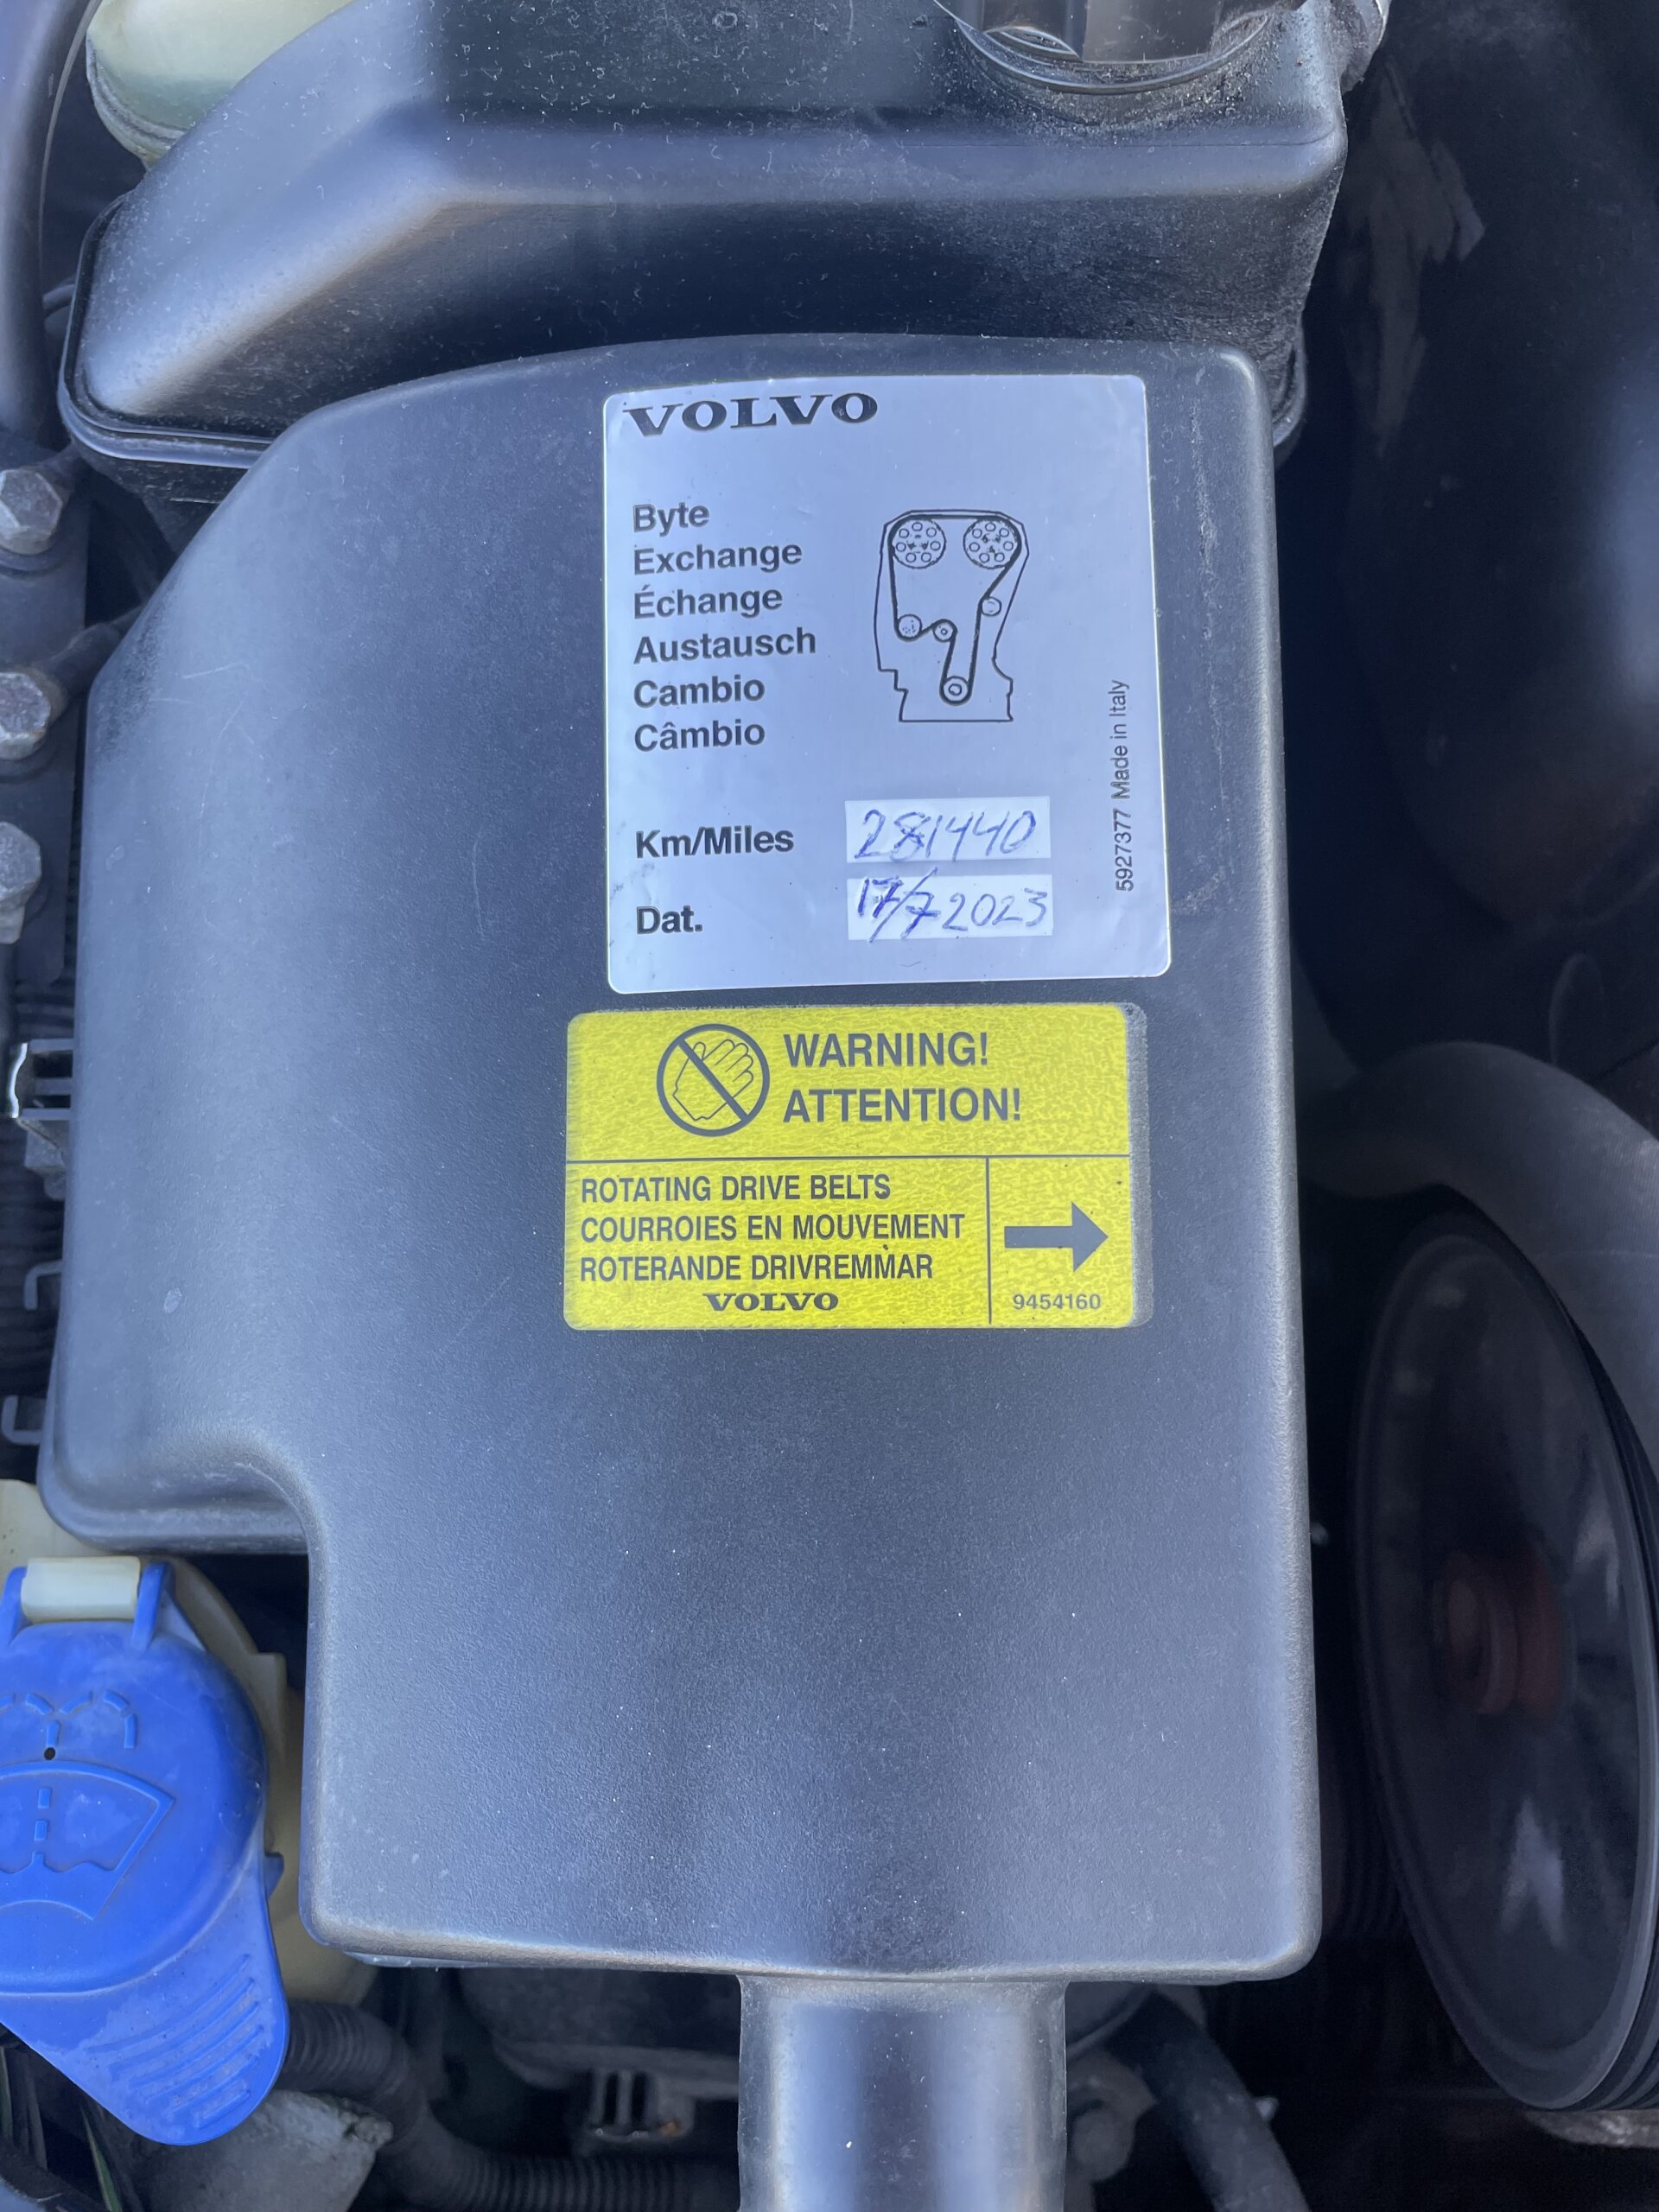 VOLVO
Byte
Exchange
Échange
Austausch
Cambio
Câmbio
Km/Miles 281440
Dat. 17/7 2023
5927377 Made in Italy
WARNING!
ATTENTION!
ROTATING DRIVE BELTS
COURROIES EN MOUVEMENT
ROTERANDE DRIVREMMAR
VOLVO
9454160